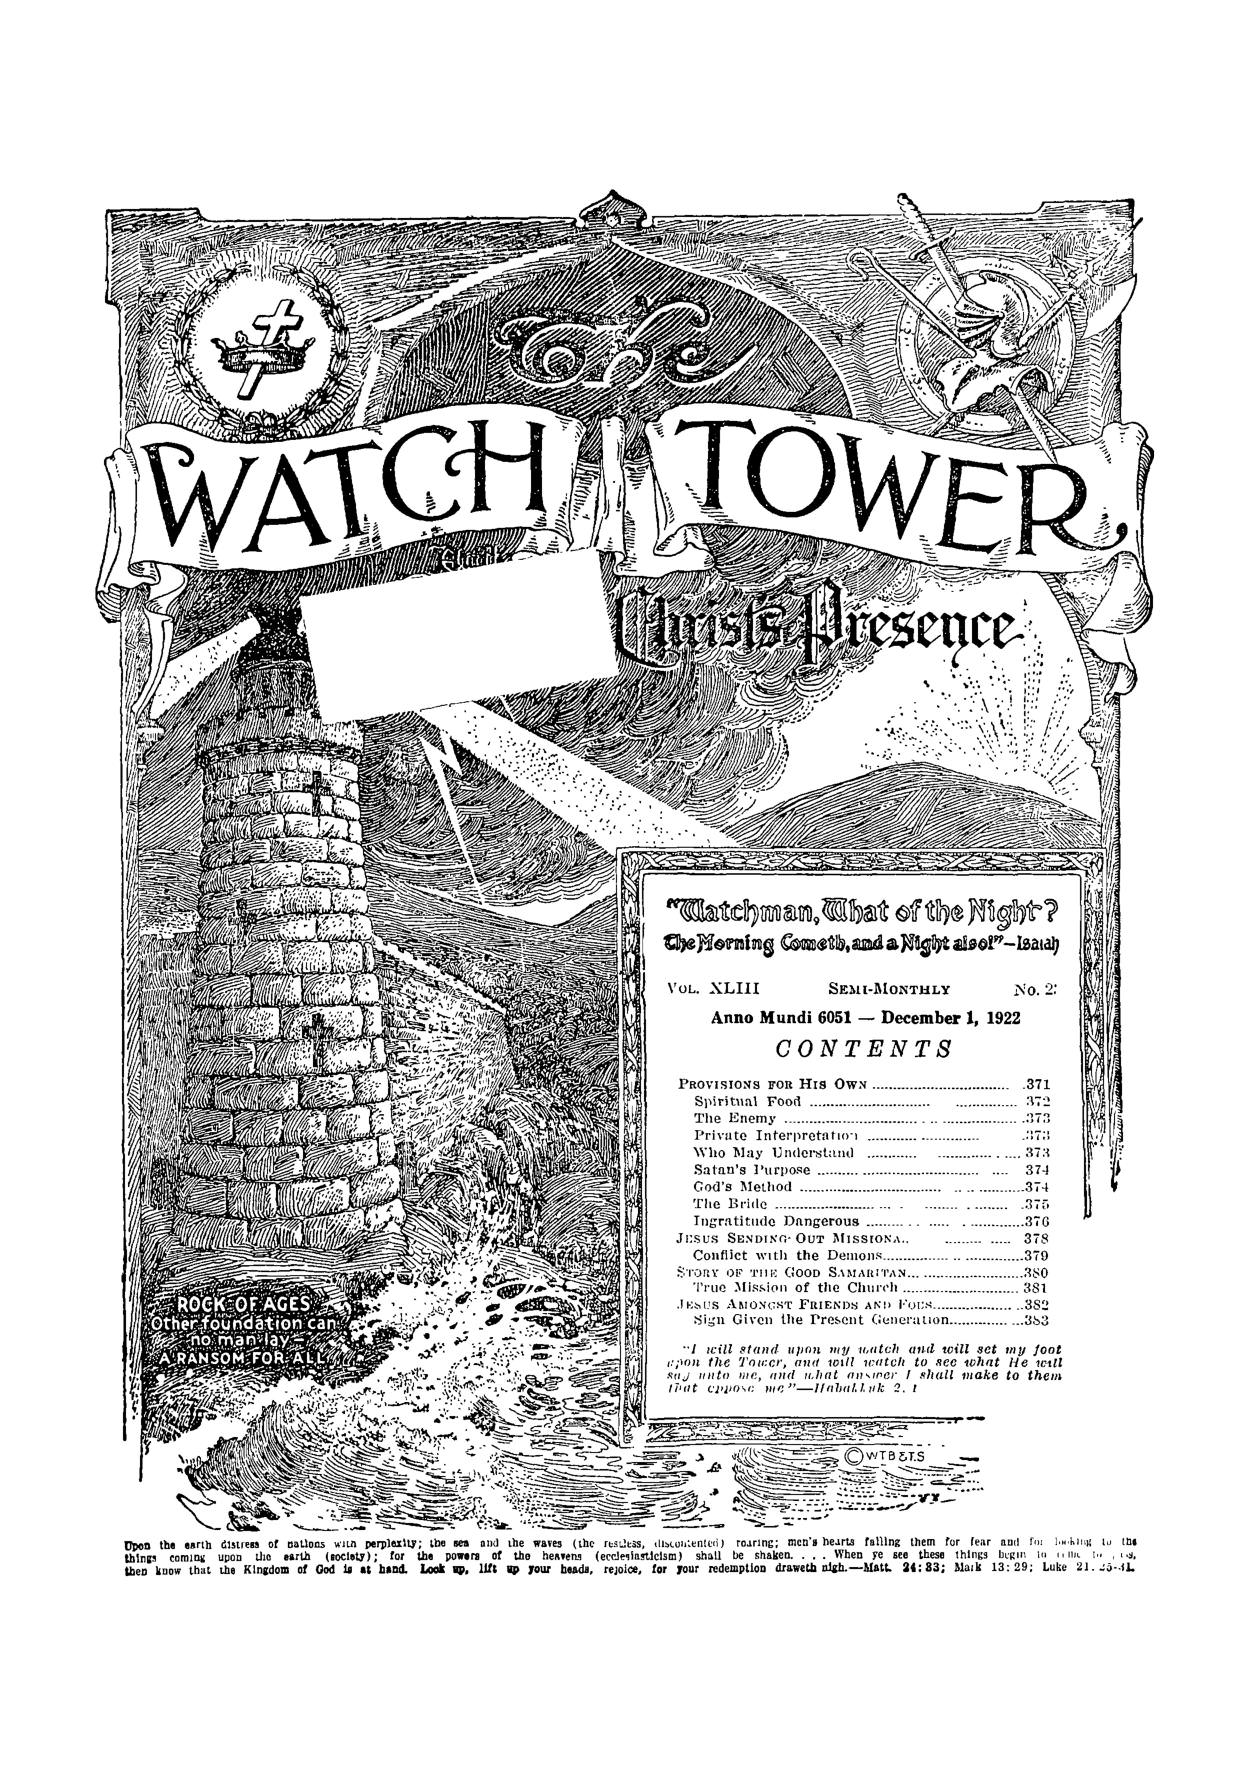 The
WATCH TOWER
Christ's Presence
"Watchman, What of the Night?
The Morning Cometh, and a Night also!"—Isaiah
VOL. XLIII SEMI-MONTHLY No. 2
Anno Mundi 6051 — December 1, 1922
CONTENTS
PROVISIONS FOR HIS OWN 371
Spiritual Food 372
The Enemy 373
Private Interpretation 373
Who May Understand 373
Satan's Purpose 374
God's Method 374
The Bride 375
Ingratitude Dangerous 376
JESUS SENDING OUT MISSIONA.. 378
Conflict with the Demons 379
STORY OF THE GOOD SAMARITAN 380
True Mission of the Church 381
JESUS AMONGST FRIENDS AND FOES 382
Sign Given the Present Generation 383
"I will stand upon my watch and will set my foot
upon the Tower, and will watch to see what He will
say unto me, and what answer I shall make to them
that oppose me"—Habakkuk 2. 1
ROCK OF AGES
Other foundation can
no man lay—
A RANSOM FOR ALL
©WTB&T.S
Upon the earth distress of nations with perplexity; the sea and the waves (the restless, discontented) roaring; men's hearts failing them for fear and for looking to the
things coming upon the earth (society); for the powers of the heavens (ecclesiasticism) shall be shaken. . . . When ye see these things begin to
then know that the Kingdom of God is at hand. Look up, lift up your heads, rejoice, for your redemption draweth nigh.—Matt. 24:33; Mark 13:29; Luke 21.